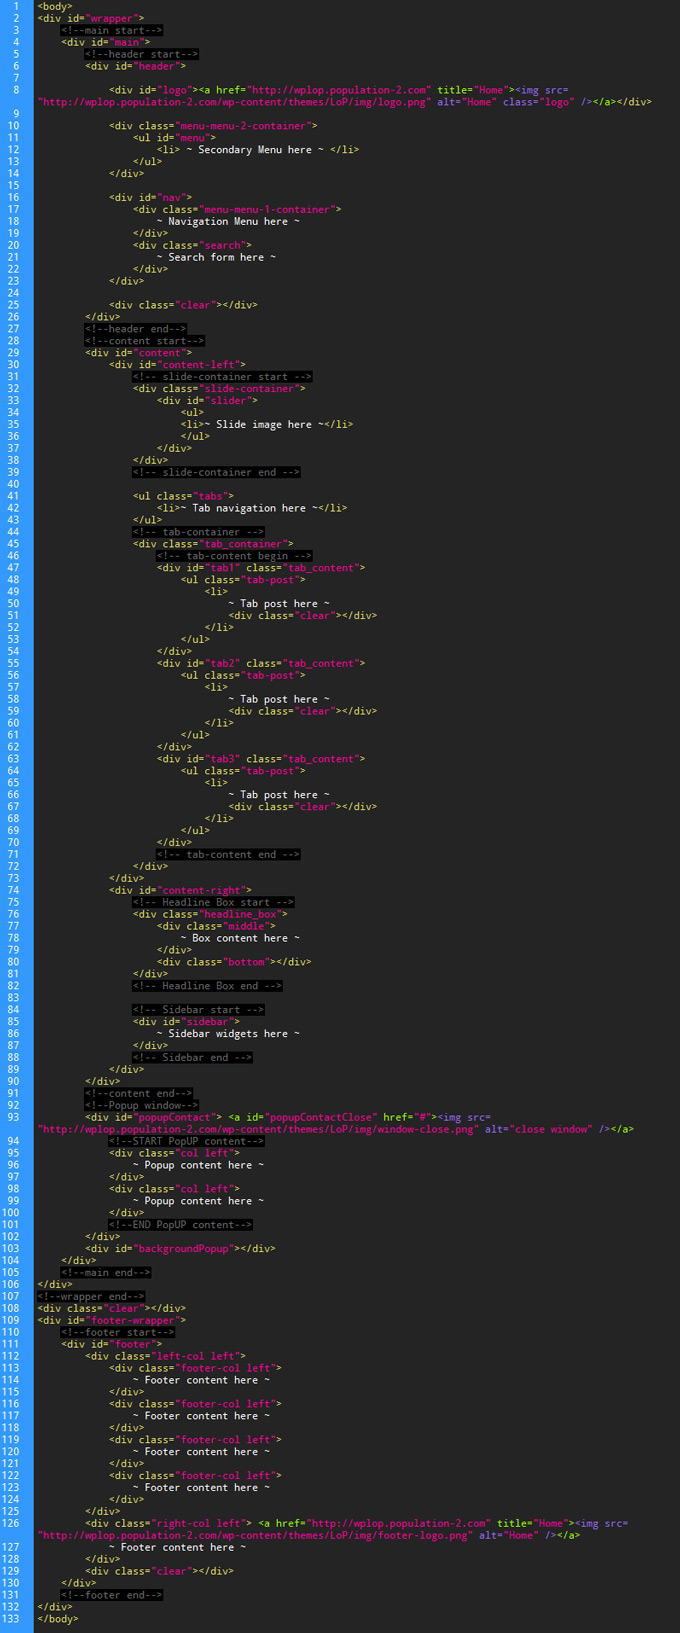 1 <body>
2 <div id="wrapper">
3 <!--main start-->
4 <div id="main">
5 <!--header start-->
6 <div id="header">
7
8 <div id="logo"><a href="http://wplop.population-2.com" title="Home"><img src=
"http://wplop.population-2.com/wp-content/themes/LoP/img/logo.png" alt="Home" class="logo" /></a></div>
9
10 <div class="menu-menu-2-container">
11 <ul id="menu">
12 <li> ~ Secondary Menu here ~ </li>
13 </ul>
14 </div>
15
16 <div id="nav">
17 <div class="menu-menu-1-container">
18 ~ Navigation Menu here ~
19 </div>
20 <div class="search">
21 ~ Search form here ~
22 </div>
23 </div>
24
25 <div class="clear"></div>
26 </div>
27 <!--header end-->
28 <!--content start-->
29 <div id="content">
30 <div id="content-left">
31 <!-- slide-container start -->
32 <div class="slide-container">
33 <div id="slider">
34 <ul>
35 <li>~ Slide image here ~</li>
36 </ul>
37 </div>
38 </div>
39 <!-- slide-container end -->
40
41 <ul class="tabs">
42 <li>~ Tab navigation here ~</li>
43 </ul>
44 <!-- tab-container -->
45 <div class="tab_container">
46 <!-- tab-content begin -->
47 <div id="tab1" class="tab_content">
48 <ul class="tab-post">
49 <li>
50 ~ Tab post here ~
51 <div class="clear"></div>
52 </li>
53 </ul>
54 </div>
55 <div id="tab2" class="tab_content">
56 <ul class="tab-post">
57 <li>
58 ~ Tab post here ~
59 <div class="clear"></div>
60 </li>
61 </ul>
62 </div>
63 <div id="tab3" class="tab_content">
64 <ul class="tab-post">
65 <li>
66 ~ Tab post here ~
67 <div class="clear"></div>
68 </li>
69 </ul>
70 </div>
71 <!-- tab-content end -->
72 </div>
73 </div>
74 <div id="content-right">
75 <!-- Headline Box start -->
76 <div class="headline_box">
77 <div class="middle">
78 ~ Box content here ~
79 </div>
80 <div class="bottom"></div>
81 </div>
82 <!-- Headline Box end -->
83
84 <!-- Sidebar start -->
85 <div id="sidebar">
86 ~ Sidebar widgets here ~
87 </div>
88 <!-- Sidebar end -->
89 </div>
90 </div>
91 <!--content end-->
92 <!--Popup window-->
93 <div id="popupContact"> <a id="popupContactClose" href="#"><img src=
"http://wplop.population-2.com/wp-content/themes/LoP/img/window-close.png" alt="close window" /></a>
94 <!--START PopUP content-->
95 <div class="col left">
96 ~ Popup content here ~
97 </div>
98 <div class="col left">
99 ~ Popup content here ~
100 </div>
101 <!--END PopUP content-->
102 </div>
103 <div id="backgroundPopup"></div>
104 </div>
105 <!--main end-->
106 </div>
107 <!--wrapper end-->
108 <div class="clear"></div>
109 <div id="footer-wrapper">
110 <!--footer start-->
111 <div id="footer">
112 <div class="left-col left">
113 <div class="footer-col left">
114 ~ Footer content here ~
115 </div>
116 <div class="footer-col left">
117 ~ Footer content here ~
118 </div>
119 <div class="footer-col left">
120 ~ Footer content here ~
121 </div>
122 <div class="footer-col left">
123 ~ Footer content here ~
124 </div>
125 </div>
126 <div class="right-col left"> <a href="http://wplop.population-2.com" title="Home"><img src=
"http://wplop.population-2.com/wp-content/themes/LoP/img/footer-logo.png" alt="Home" /></a>
127 ~ Footer content here ~
128 </div>
129 <div class="clear"></div>
130 </div>
131 <!--footer end-->
132 </div>
133 </body>